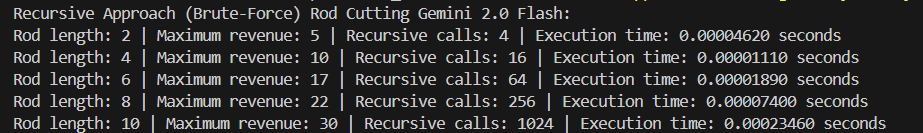 Recursive Approach (Brute-Force) Rod Cutting Gemini 2.0 Flash:
Rod length: 2 | Maximum revenue: 5 | Recursive calls: 4 | Execution time: 0.00004620 seconds
Rod length: 4 | Maximum revenue: 10 | Recursive calls: 16 | Execution time: 0.00001110 seconds
Rod length: 6 | Maximum revenue: 17 | Recursive calls: 64 | Execution time: 0.00001890 seconds
Rod length: 8 | Maximum revenue: 22 | Recursive calls: 256 | Execution time: 0.00007400 seconds
Rod length: 10 | Maximum revenue: 30 | Recursive calls: 1024 | Execution time: 0.00023460 seconds